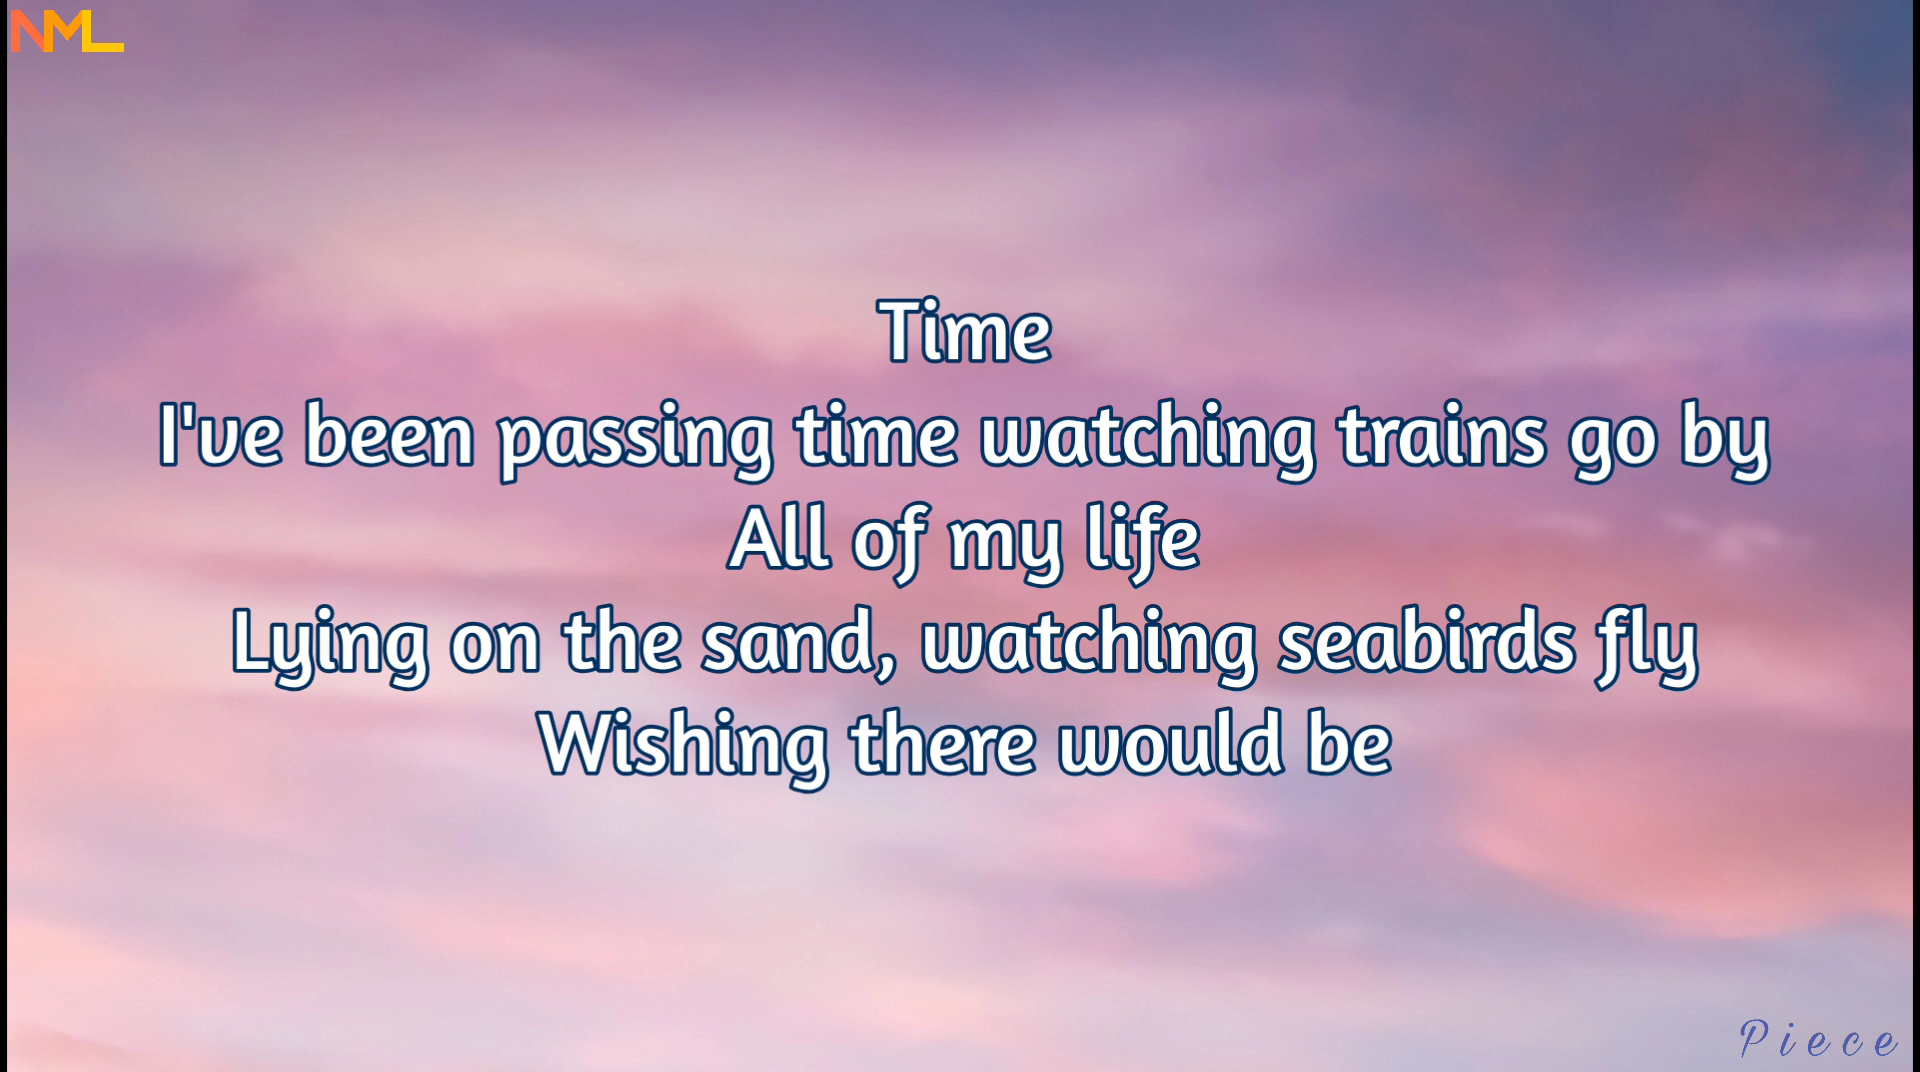 NML
Time
I've been passing time watching trains go by
All of my life
Lying on the sand, watching seabirds fly
Wishing there would be
Piece